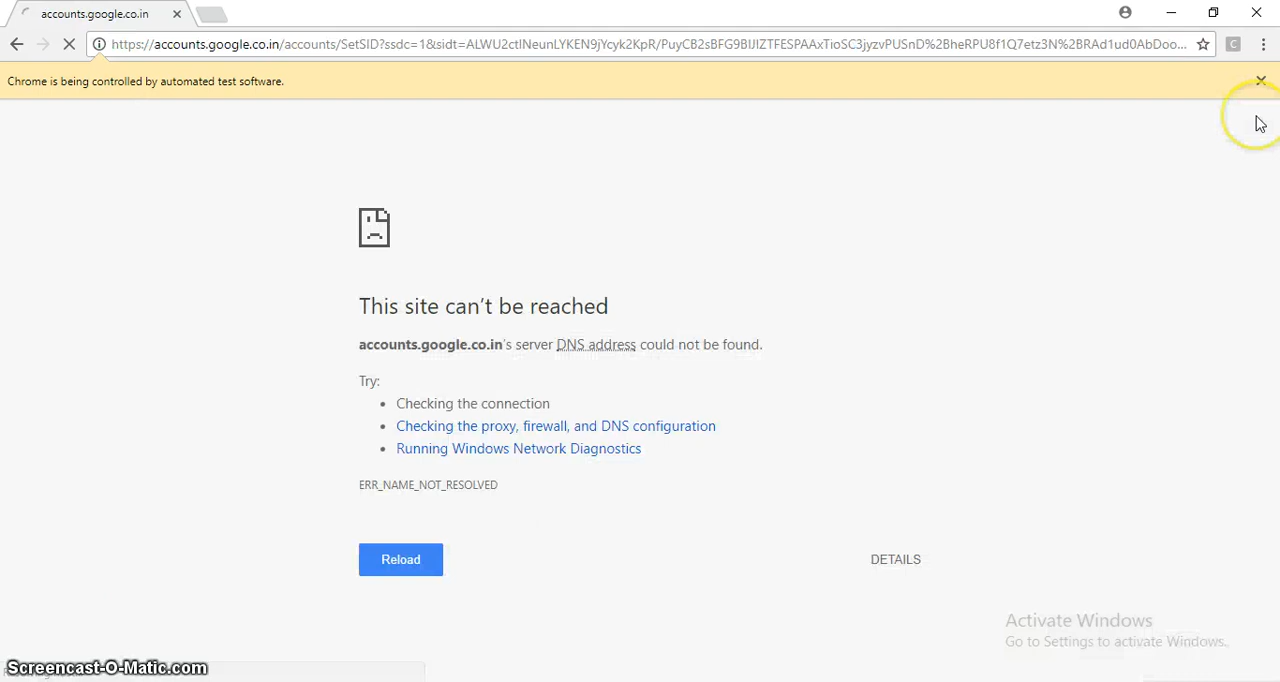 accounts.google.co.in
https://accounts.google.co.in/accounts/SetSID?ssdc=1&sidt=ALWU2ctlNeunLYKEN9jYcyk2KpR/PuyCB2sBFG9BIJIZTFESPAAxTioSC3jyzvPUSnD%2BheRPU8f1Q7etz3N%2BRAd1ud0AbDoo...
C
Chrome is being controlled by automated test software.
This site can't be reached
accounts.google.co.in's server DNS address could not be found.
Try:
• Checking the connection
• Checking the proxy, firewall, and DNS configuration
• Running Windows Network Diagnostics
ERR_NAME_NOT_RESOLVED
Reload
DETAILS
Activate Windows
Go to Settings to activate Windows.
Screencast-O-Matic.com